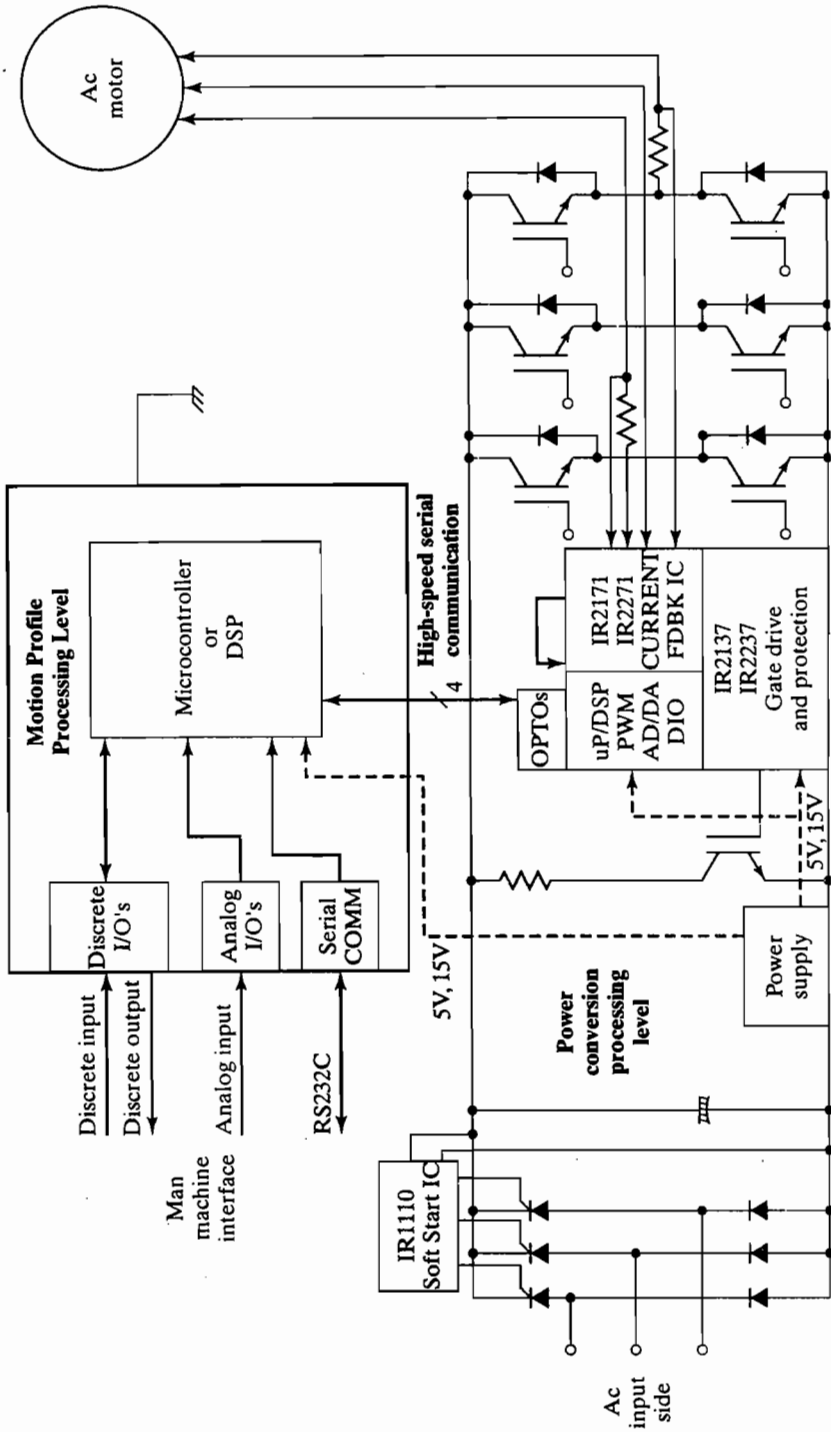 Ac
motor
Motion Profile
Processing Level
Microcontroller
or
DSP
Discrete
I/O's
Analog
I/O's
Serial
COMM
Discrete input
Discrete output
Man
machine
interface
Analog input
RS232C
High-speed serial
communication
4
5V, 15V
OPTOs
uP/DSP
PWM
AD/DA
DIO
IR2171
IR2271
CURRENT
FDBK IC
IR2137
IR2237
Gate drive
and protection
5V, 15V
Power
supply
Power
conversion
processing
level
IR1110
Soft Start IC
Ac
input
side